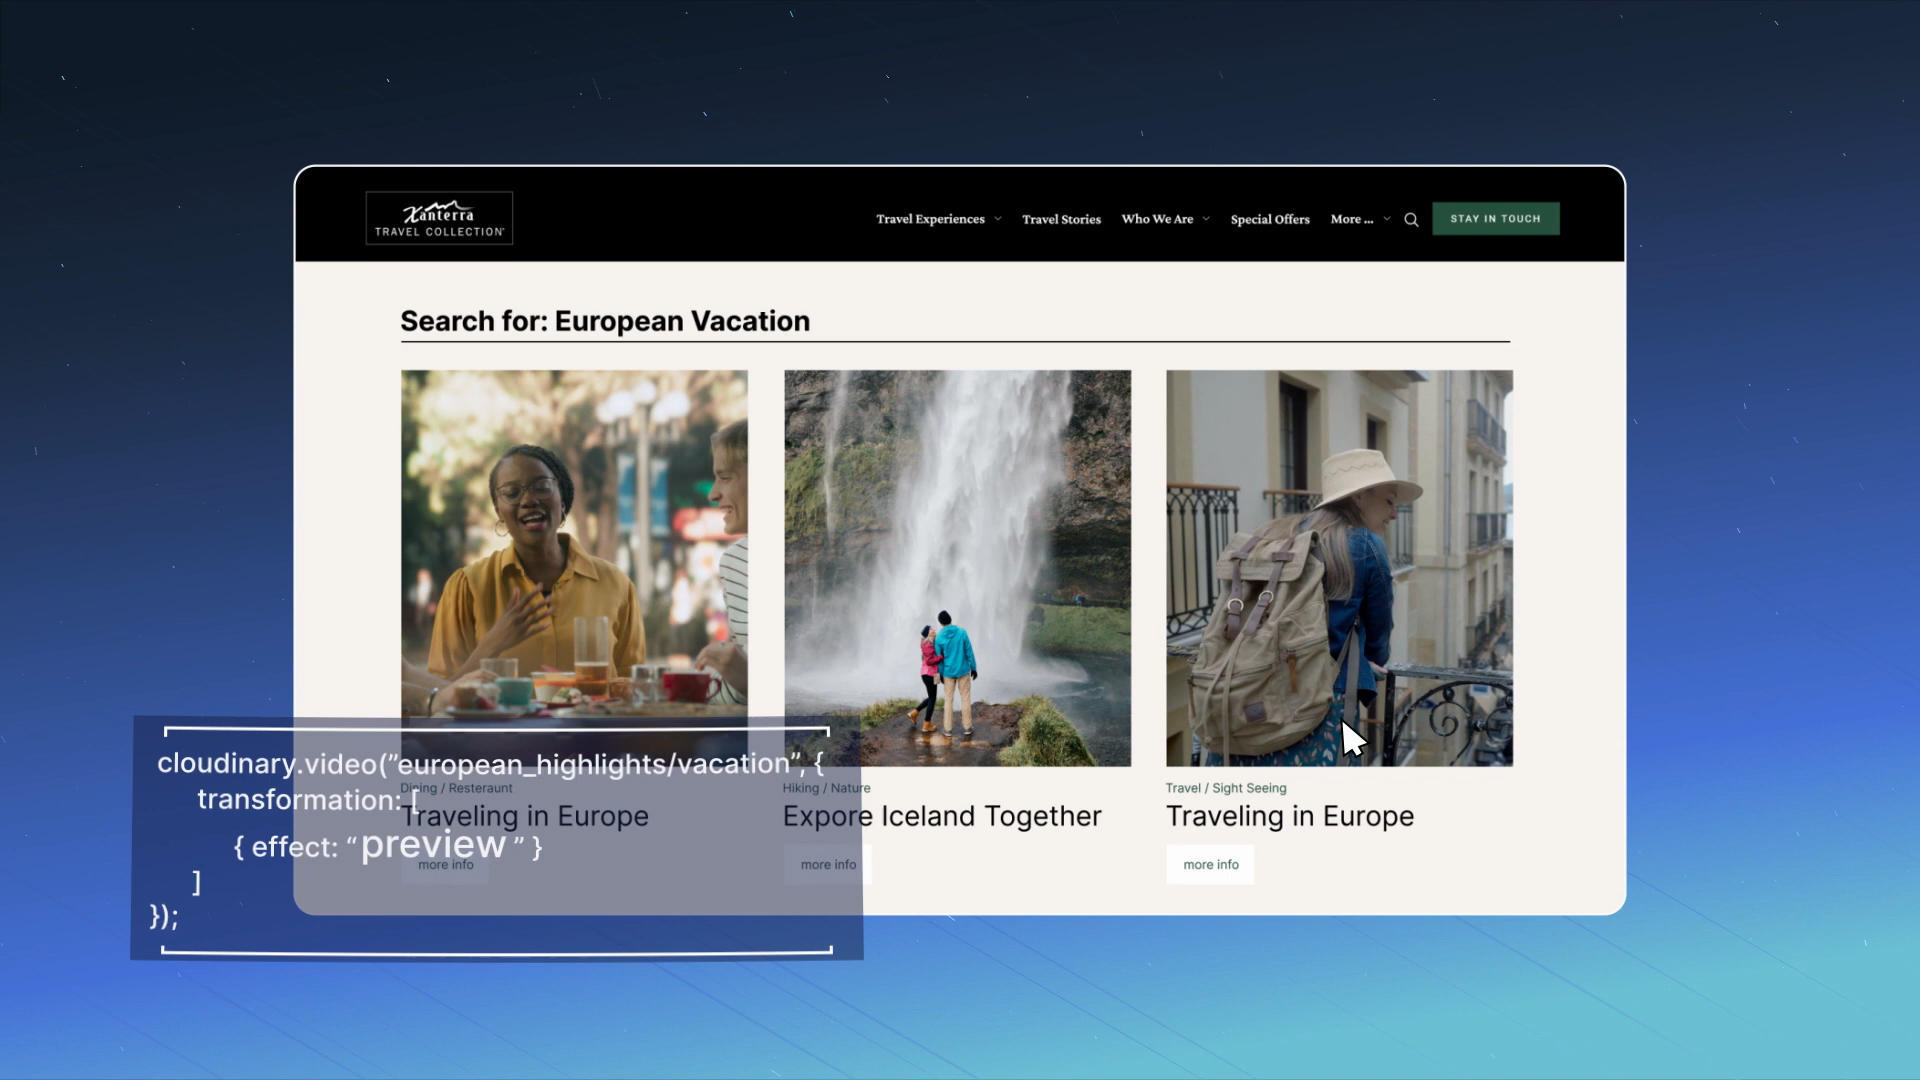 Xanterra
TRAVEL COLLECTION
Travel Experiences
Travel Stories
Who We Are
Special Offers
More ...
STAY IN TOUCH
Search for: European Vacation
Dining / Resteraunt
Traveling in Europe
more info
Hiking / Nature
Expore Iceland Together
more info
Travel / Sight Seeing
Traveling in Europe
more info
cloudinary.video(”european_highlights/vacation”, {
transformation: [
{ effect: “preview” }
]
});